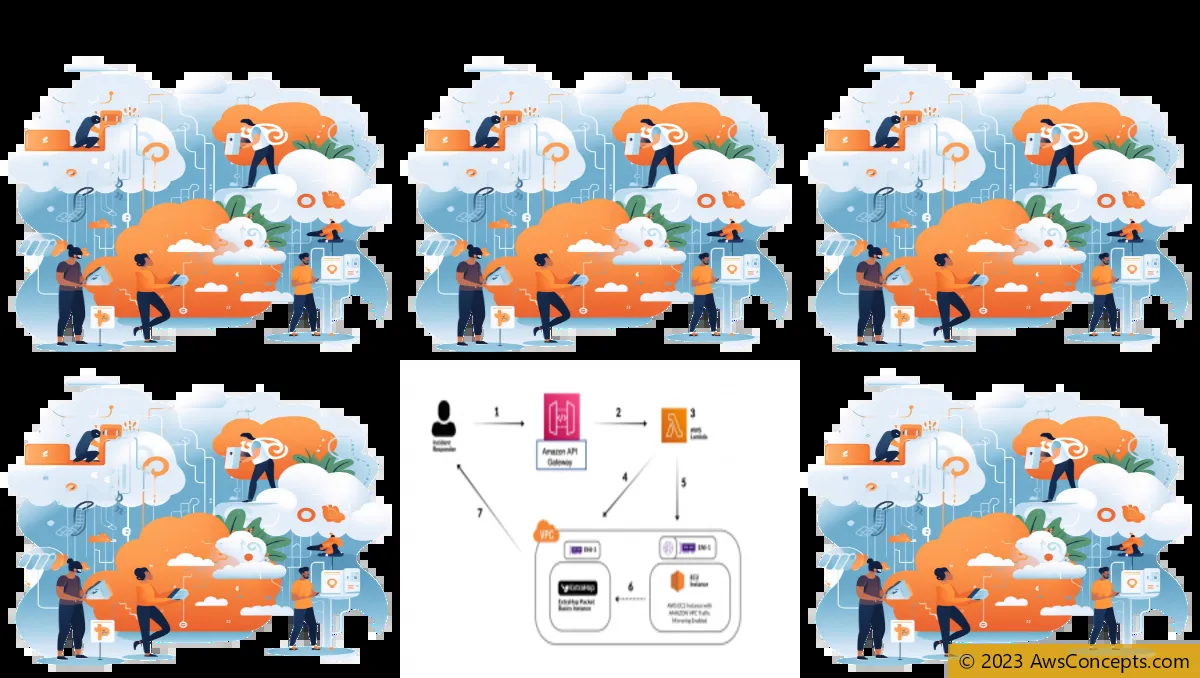 1
2
3
Incident
Responder
Amazon API
Gateway
AWS
Lambda
4
5
7
VPC
ENI-1
ENI-1
ExtraHop
EC2
Instance
6
ExtraHop Packet
Basics Instance
AWS EC2 Instance with
AMAZON VPC Traffic
Mirroring Enabled
© 2023 AwsConcepts.com